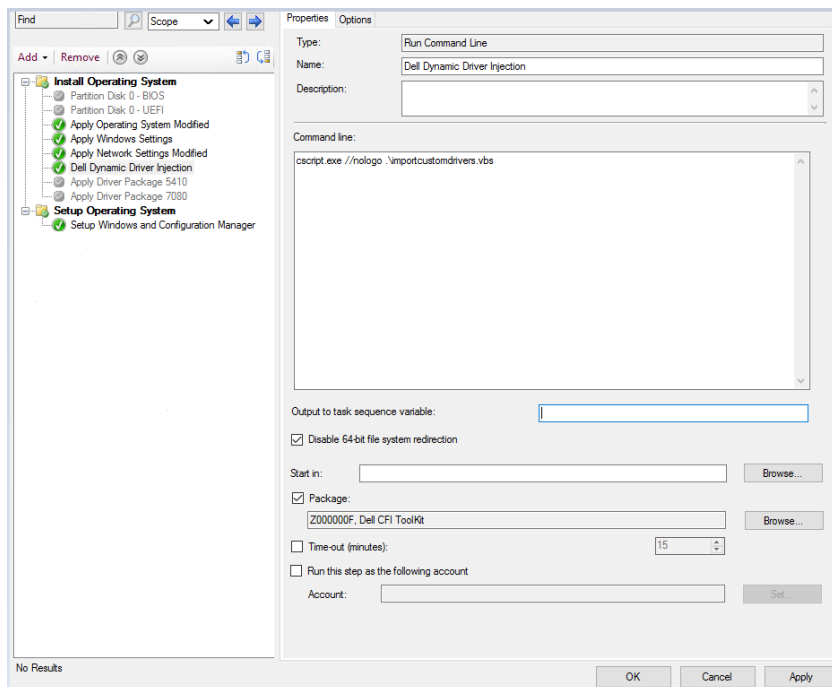 Find
Scope
Add
Remove
Install Operating System
Partition Disk 0 - BIOS
Partition Disk 0 - UEFI
Apply Operating System Modified
Apply Windows Settings
Apply Network Settings Modified
Dell Dynamic Driver Injection
Apply Driver Package 5410
Apply Driver Package 7080
Setup Operating System
Setup Windows and Configuration Manager
No Results
Properties
Options
Type:
Run Command Line
Name:
Dell Dynamic Driver Injection
Description:
Command line:
cscript.exe //nologo .\importcustomdrivers.vbs
Output to task sequence variable:
Disable 64-bit file system redirection
Start in:
Browse...
Package:
Z000000F, Dell CFI ToolKit
Browse...
Time-out (minutes):
15
Run this step as the following account
Account:
Set...
OK
Cancel
Apply